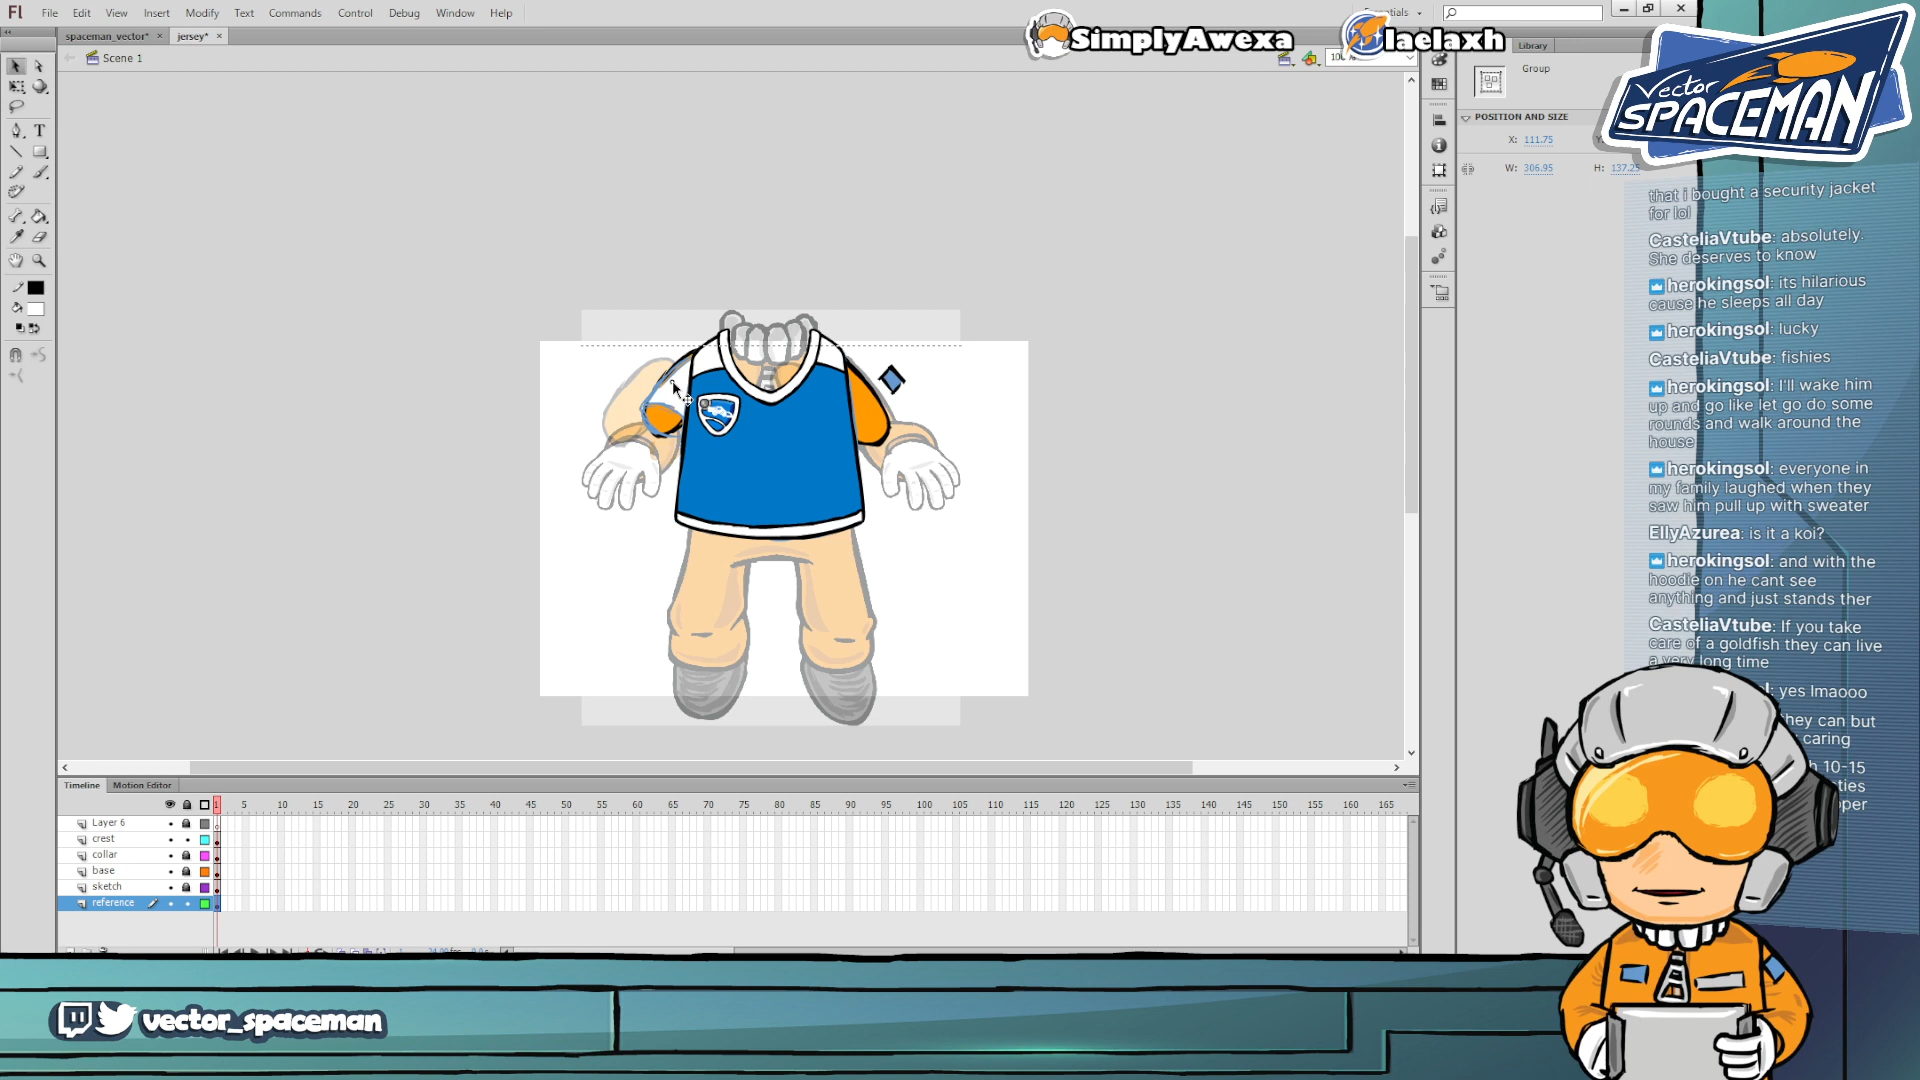 Fl File Edit View Insert Modify Text Commands Control Debug Window Help
spaceman_vector* jersey*
Scene 1
SimplyAwexa
laelaxh
Library
Group
POSITION AND SIZE
X: 111.75
W: 306.95 H: 137.25
Vector
SPACEMAN
that i bought a security jacket
for lol
CasteliaVtube: absolutely.
She deserves to know
herokingsol: its hilarious
cause he sleeps all day
herokingsol: lucky
CasteliaVtube: fishies
herokingsol: I'll wake him
up and go like let go do some
rounds and walk around the
house
herokingsol: everyone in
my family laughed when they
saw him pull up with sweater
EllyAzurea: is it a koi?
herokingsol: and with the
hoodie on he cant see
anything and just stands ther
CasteliaVtube: If you take
care of a goldfish they can live
a very long time
: yes lmaooo
they can but
caring
10-15
Timeline Motion Editor
1 5 10 15 20 25 30 35 40 45 50 55 60 65 70 75 80 85 90 95 100 105 110 115 120 125 130 135 140 145 150 155 160 165
Layer 6
crest
collar
base
sketch
reference
vector_spaceman